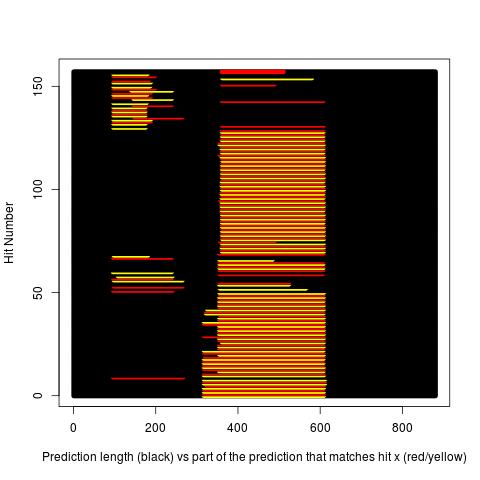 Hit Number
150
100
50
0
0 200 400 600 800
Prediction length (black) vs part of the prediction that matches hit x (red/yellow)